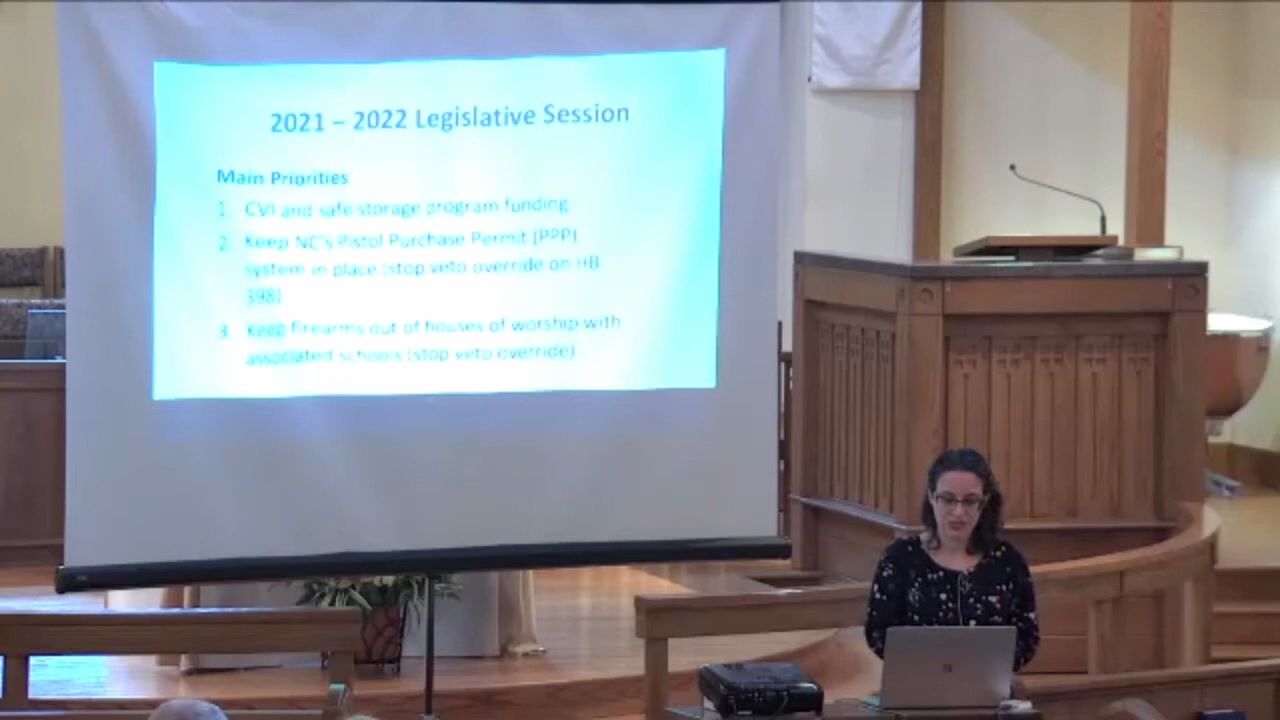 2021 – 2022 Legislative Session
Main Priorities
1. CVI and safe storage program funding
2. Keep NC's Pistol Purchase Permit (PPP)
system in place (stop veto override on HB
398)
3. Keep firearms out of houses of worship with
associated schools (stop veto override)